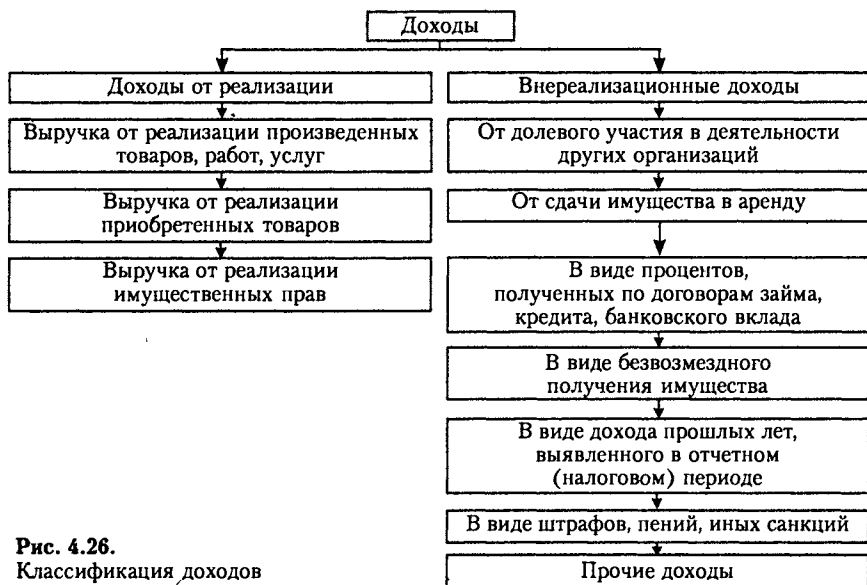 Доходы
Доходы от реализации
Выручка от реализации произведенных
товаров, работ, услуг
Выручка от реализации
приобретенных товаров
Выручка от реализации
имущественных прав
Внереализационные доходы
От долевого участия в деятельности
других организаций
От сдачи имущества в аренду
В виде процентов,
полученных по договорам займа,
кредита, банковского вклада
В виде безвозмездного
получения имущества
В виде дохода прошлых лет,
выявленного в отчетном
(налоговом) периоде
В виде штрафов, пений, иных санкций
Прочие доходы
Рис. 4.26.
Классификация доходов